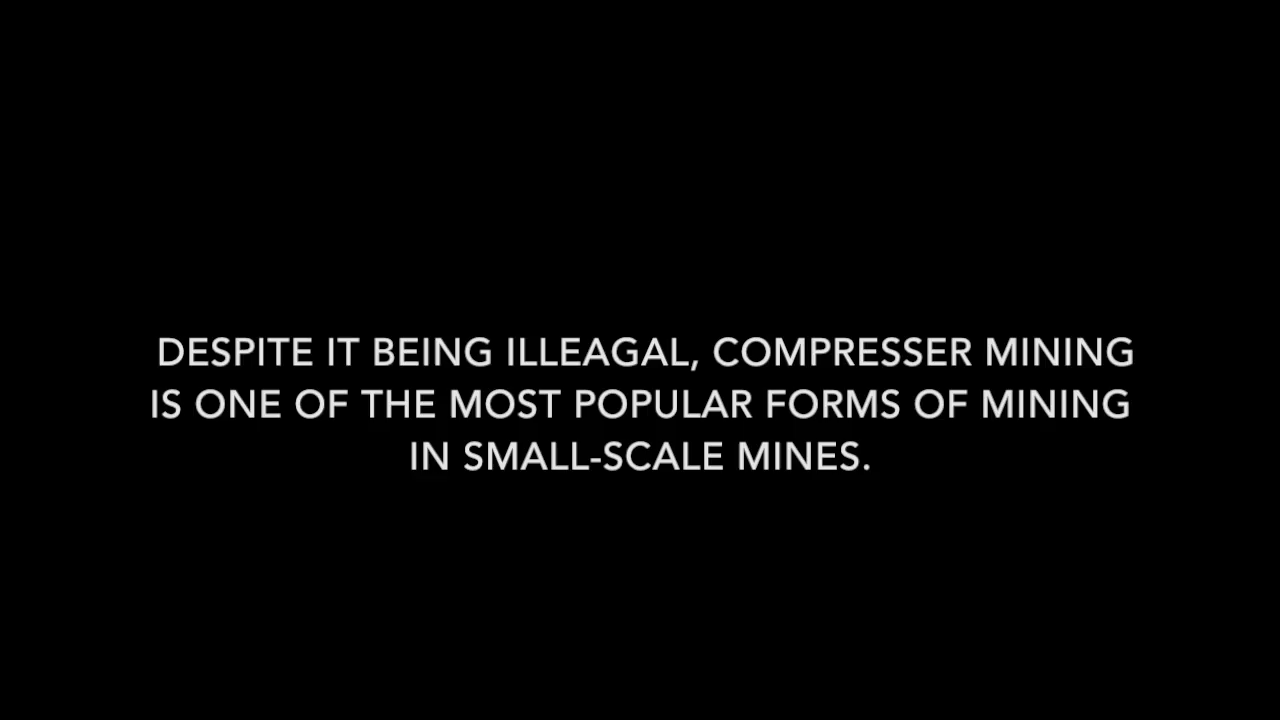 DESPITE IT BEING ILLEAGAL, COMPRESSER MINING
IS ONE OF THE MOST POPULAR FORMS OF MINING
IN SMALL-SCALE MINES.